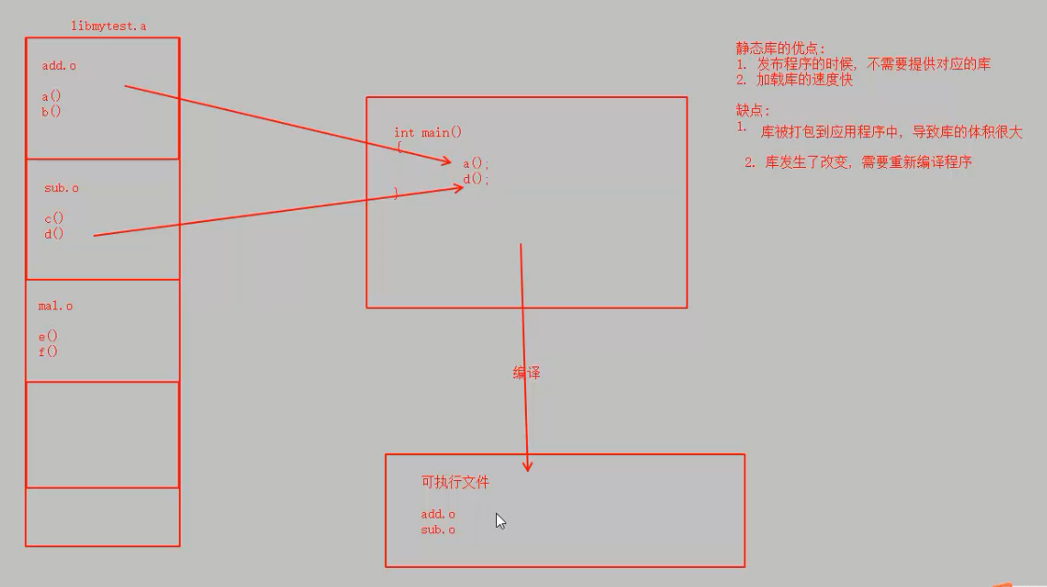 libmytest.a
add.o
a()
b()
sub.o
c()
d()
mal.o
e()
f()
int main()
{
a();
d();
}
编译
可执行文件
add.o
sub.o
静态库的优点:
1. 发布程序的时候, 不需要提供对应的库
2. 加载库的速度快
缺点:
1. 库被打包到应用程序中, 导致库的体积很大
2. 库发生了改变, 需要重新编译程序